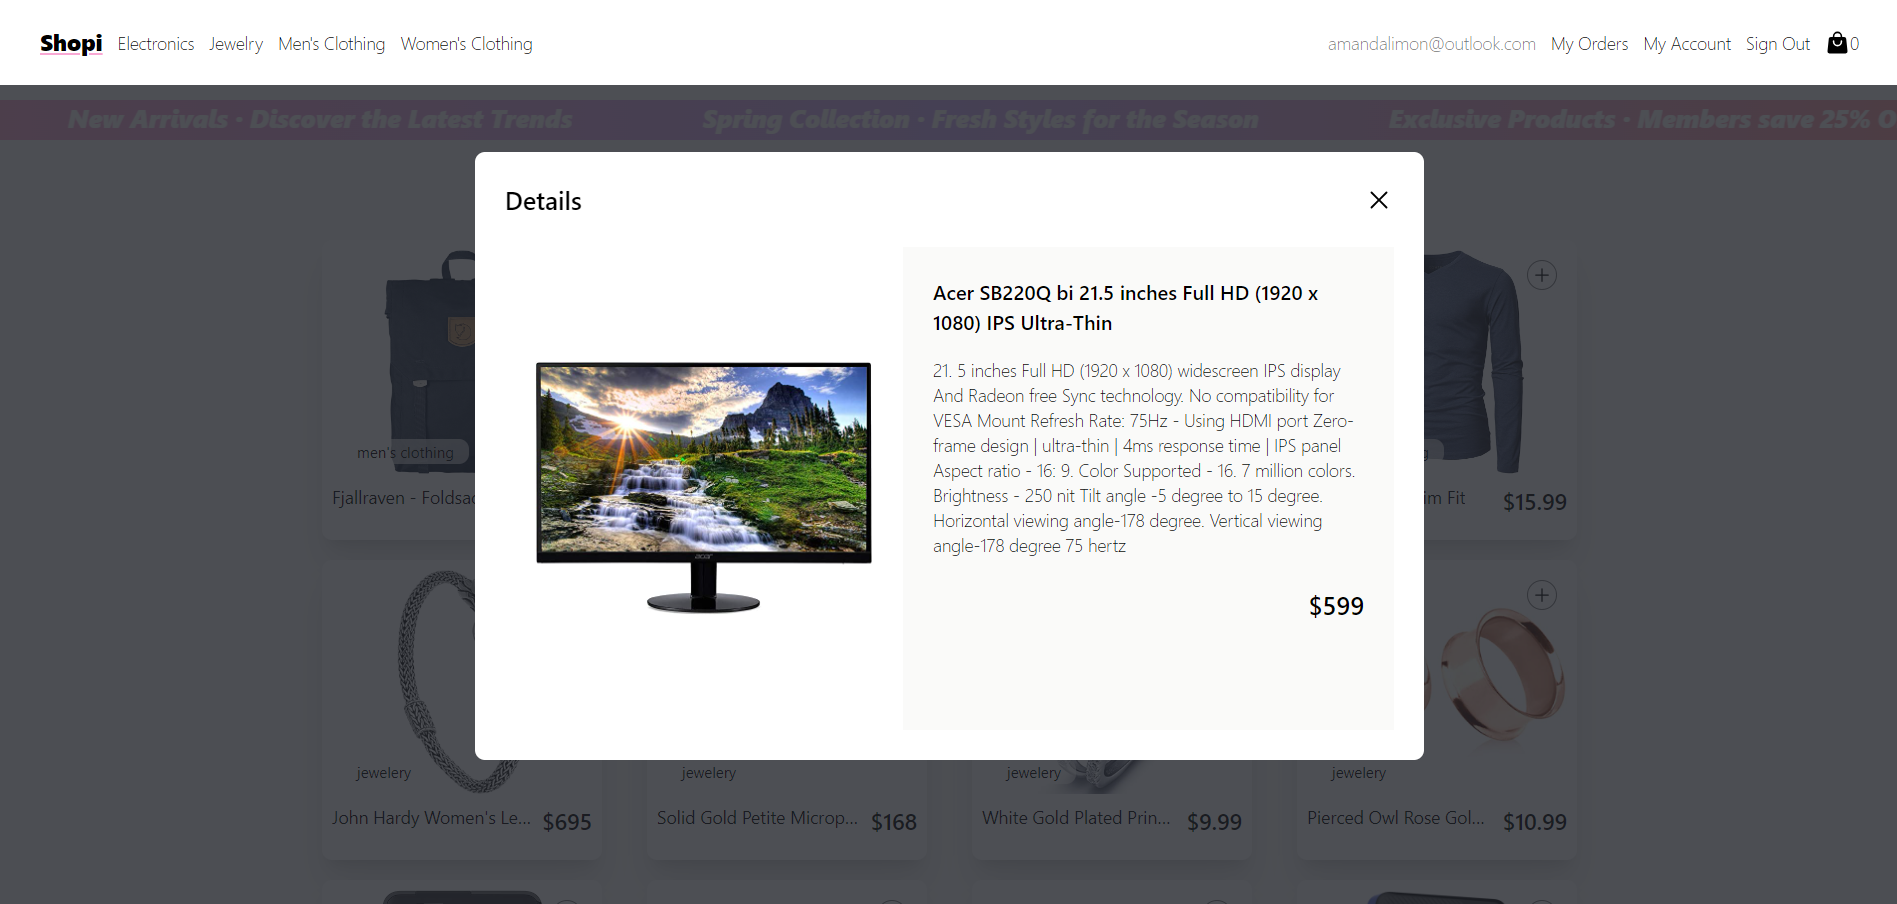 Shopi Electronics Jewelry Men's Clothing Women's Clothing amandalimon@outlook.com My Orders My Account Sign Out 0
New Arrivals · Discover the Latest Trends Spring Collection · Fresh Styles for the Season Exclusive Products · Members save 25% O
Details
Acer SB220Q bi 21.5 inches Full HD (1920 x
1080) IPS Ultra-Thin
21. 5 inches Full HD (1920 x 1080) widescreen IPS display
And Radeon free Sync technology. No compatibility for
VESA Mount Refresh Rate: 75Hz - Using HDMI port Zero-
frame design | ultra-thin | 4ms response time | IPS panel
Aspect ratio - 16: 9. Color Supported - 16. 7 million colors.
Brightness - 250 nit Tilt angle -5 degree to 15 degree.
Horizontal viewing angle-178 degree. Vertical viewing
angle-178 degree 75 hertz
$599
acer
men's clothing
Fjallraven - Foldsac
g
im Fit $15.99
jewelery
John Hardy Women's Le... $695
jewelery
Solid Gold Petite Microp... $168
jewelery
White Gold Plated Prin... $9.99
jewelery
Pierced Owl Rose Gol... $10.99